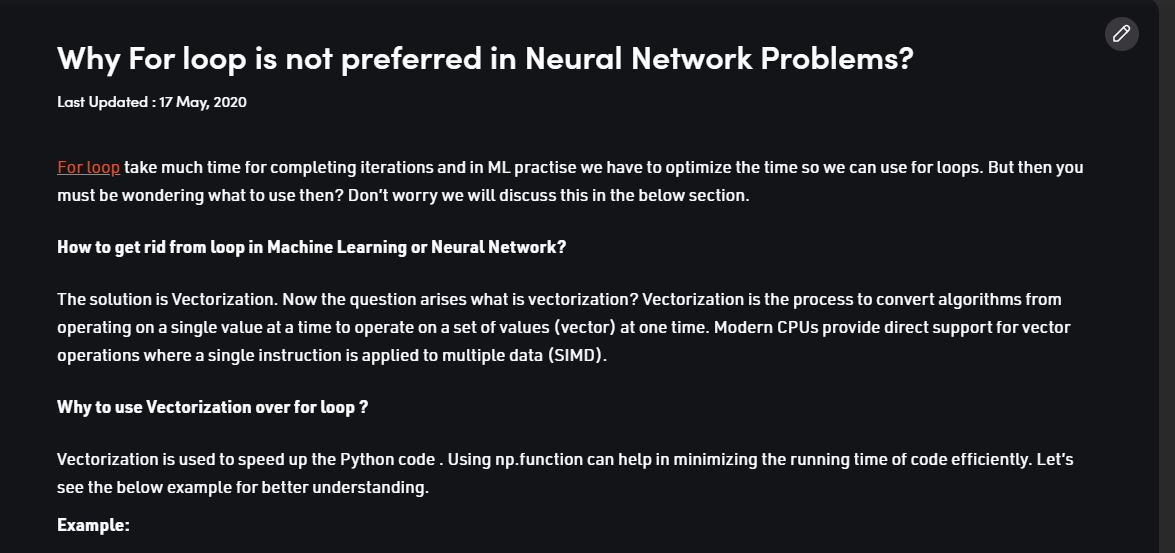 Why For loop is not preferred in Neural Network Problems?
Last Updated : 17 May, 2020
For loop take much time for completing iterations and in ML practise we have to optimize the time so we can use for loops. But then you
must be wondering what to use then? Don't worry we will discuss this in the below section.
How to get rid from loop in Machine Learning or Neural Network?
The solution is Vectorization. Now the question arises what is vectorization? Vectorization is the process to convert algorithms from
operating on a single value at a time to operate on a set of values (vector) at one time. Modern CPUs provide direct support for vector
operations where a single instruction is applied to multiple data (SIMD).
Why to use Vectorization over for loop ?
Vectorization is used to speed up the Python code . Using np.function can help in minimizing the running time of code efficiently. Let's
see the below example for better understanding.
Example: